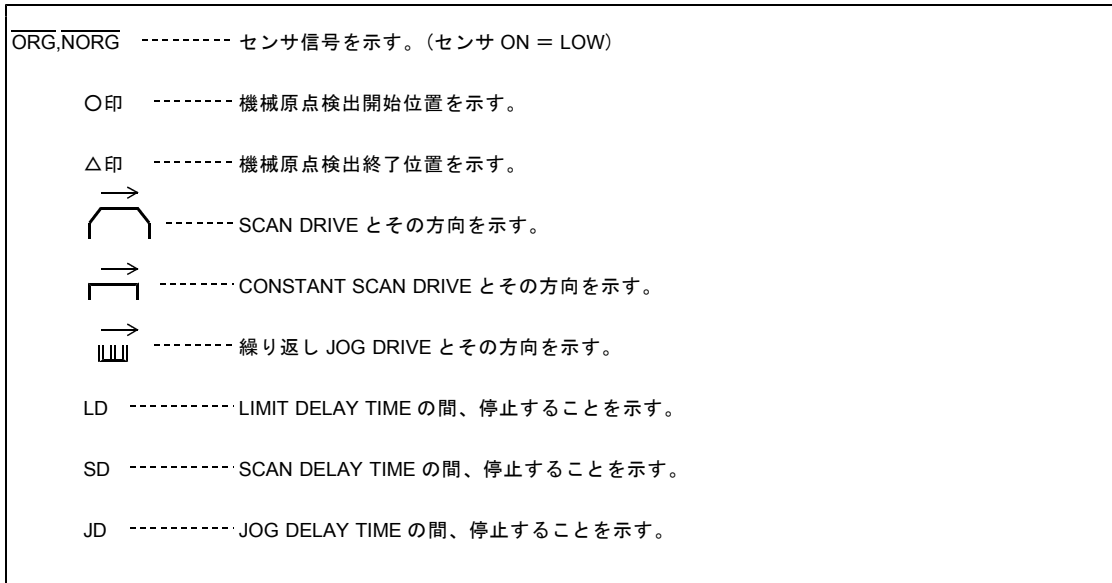 ORG,NORG --------- センサ信号を示す。（センサ ON ＝ LOW）
○印 -------- 機械原点検出開始位置を示す。
△印 -------- 機械原点検出終了位置を示す。
-------- SCAN DRIVE とその方向を示す。
-------- CONSTANT SCAN DRIVE とその方向を示す。
-------- 繰り返し JOG DRIVE とその方向を示す。
LD ---------- LIMIT DELAY TIME の間、停止することを示す。
SD ---------- SCAN DELAY TIME の間、停止することを示す。
JD ---------- JOG DELAY TIME の間、停止することを示す。